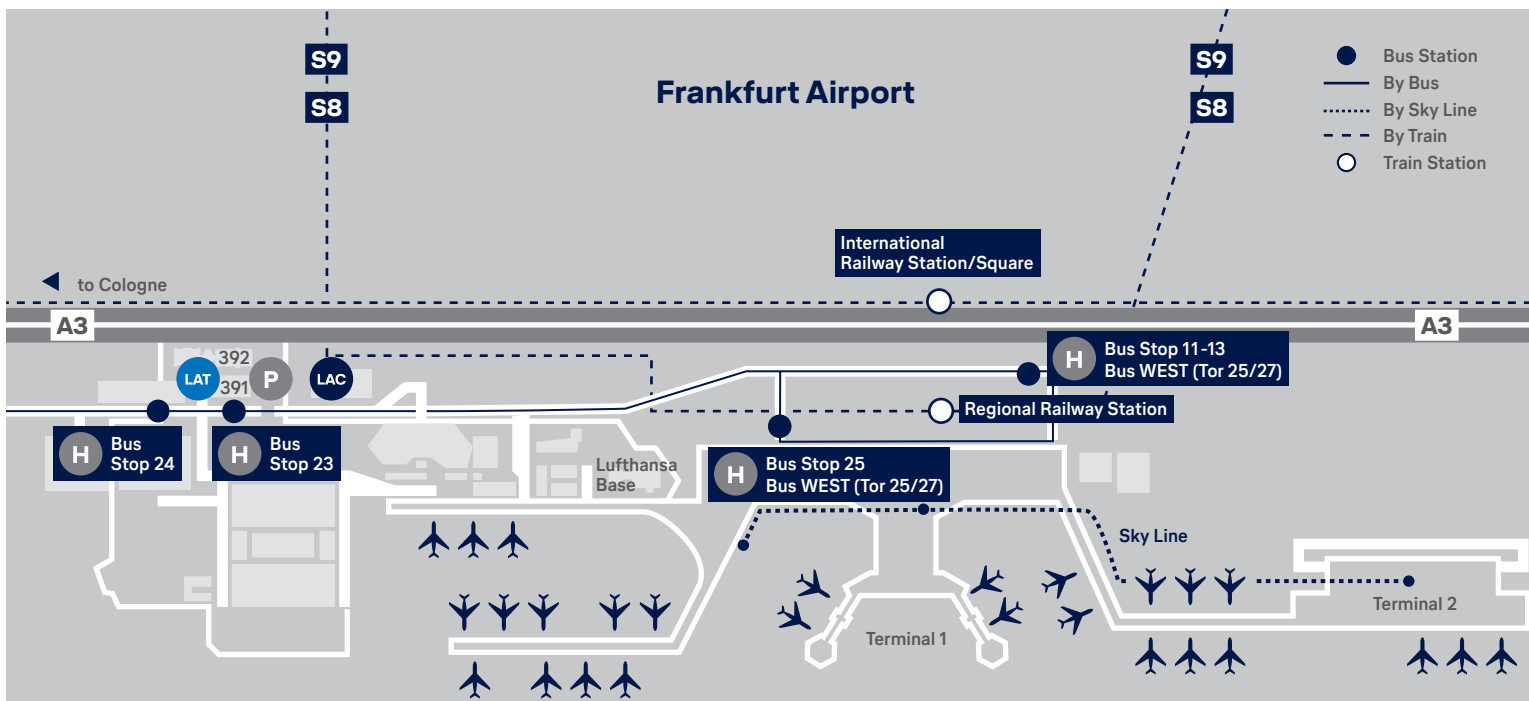 S9
S8
Frankfurt Airport
S9
S8
Bus Station
By Bus
By Sky Line
By Train
Train Station
International
Railway Station/Square
to Cologne
A3
A3
392
LAT
391
P
LAC
H
Bus Stop 11-13
Bus WEST (Tor 25/27)
Regional Railway Station
H
Bus
Stop 24
H
Bus
Stop 23
Lufthansa
Base
H
Bus Stop 25
Bus WEST (Tor 25/27)
Sky Line
Terminal 2
Terminal 1